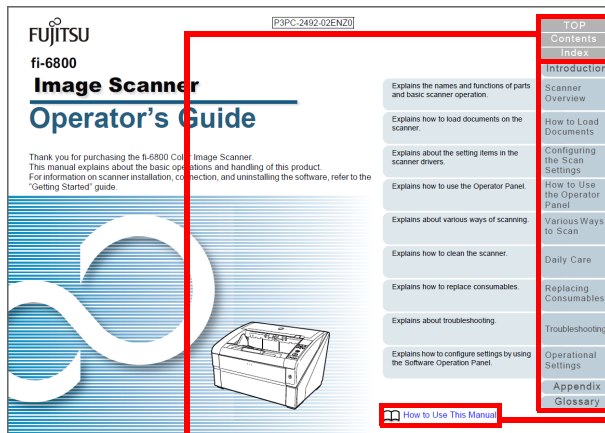 P3PC-2492-02ENZ0
FUJITSU
fi-6800
Image Scanner
Operator's Guide
Thank you for purchasing the fi-6800 Color Image Scanner.
This manual explains about the basic operations and handling of this product.
For information on scanner installation, connection, and uninstalling the software, refer to the
"Getting Started" guide.
TOP
Contents
Index
Introduction
Explains the names and functions of parts
and basic scanner operation.
Scanner
Overview
Explains how to load documents on the
scanner.
How to Load
Documents
Explains about the setting items in the
scanner drivers.
Configuring
the Scan
Settings
Explains how to use the Operator Panel.
How to Use
the Operator
Panel
Explains about various ways of scanning.
Various Ways
to Scan
Explains how to clean the scanner.
Daily Care
Explains how to replace consumables.
Replacing
Consumables
Explains about troubleshooting.
Troubleshooting
Explains how to configure settings by using
the Software Operation Panel.
Operational
Settings
Appendix
Glossary
How to Use This Manual